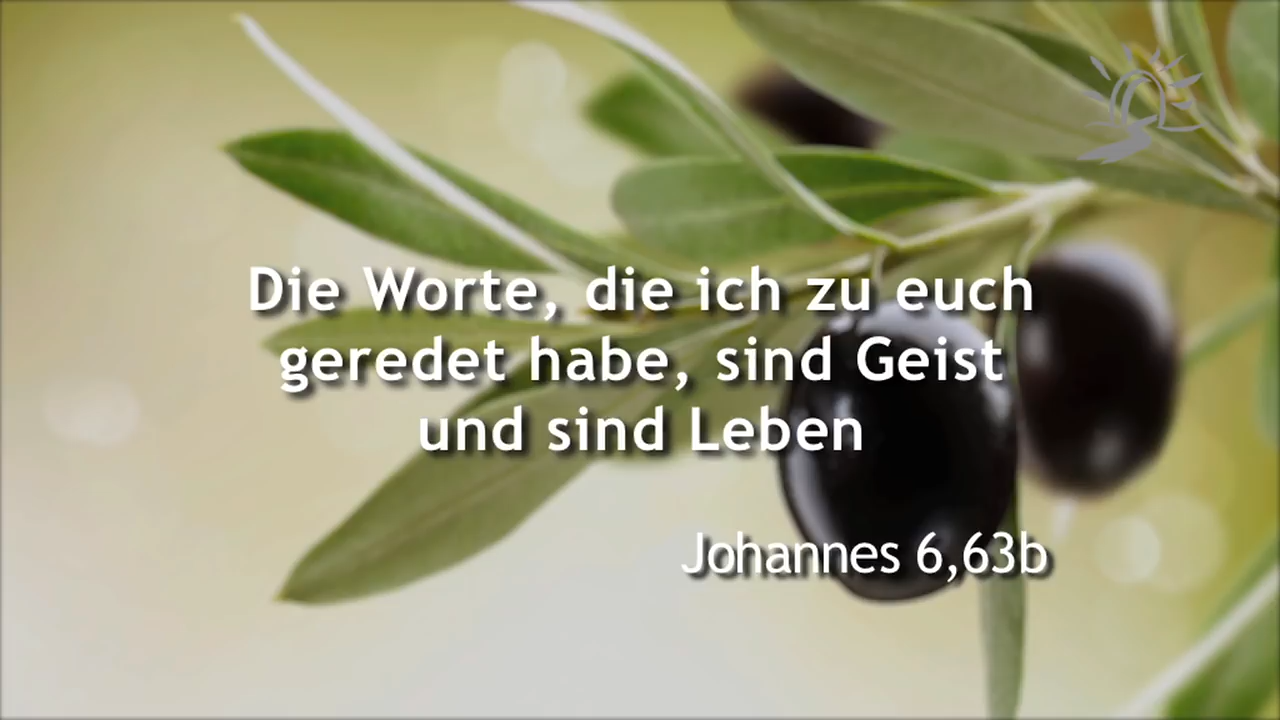 Die Worte, die ich zu euch
geredet habe, sind Geist
und sind Leben
Johannes 6,63b